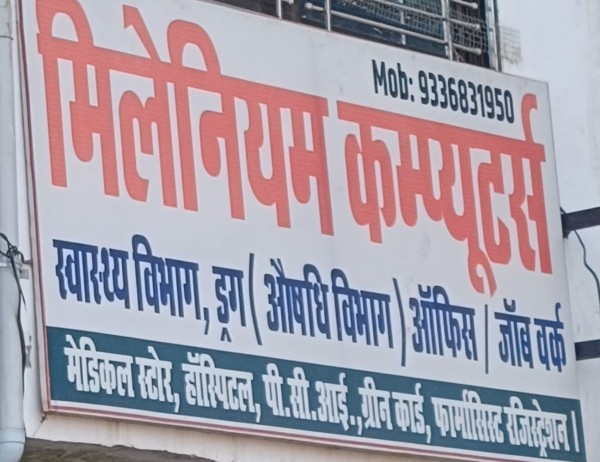 Mob: 9336831950
मिलेनियम कम्प्यूटर्स
स्वास्थ्य विभाग, ड्रग ( औषधि विभाग ) ऑफिस / जॉब वर्क
मेडिकल स्टोर, हॉस्पिटल, पी.सी.आई.,ग्रीन कार्ड, फार्मासिस्ट रजिस्ट्रेशन ।